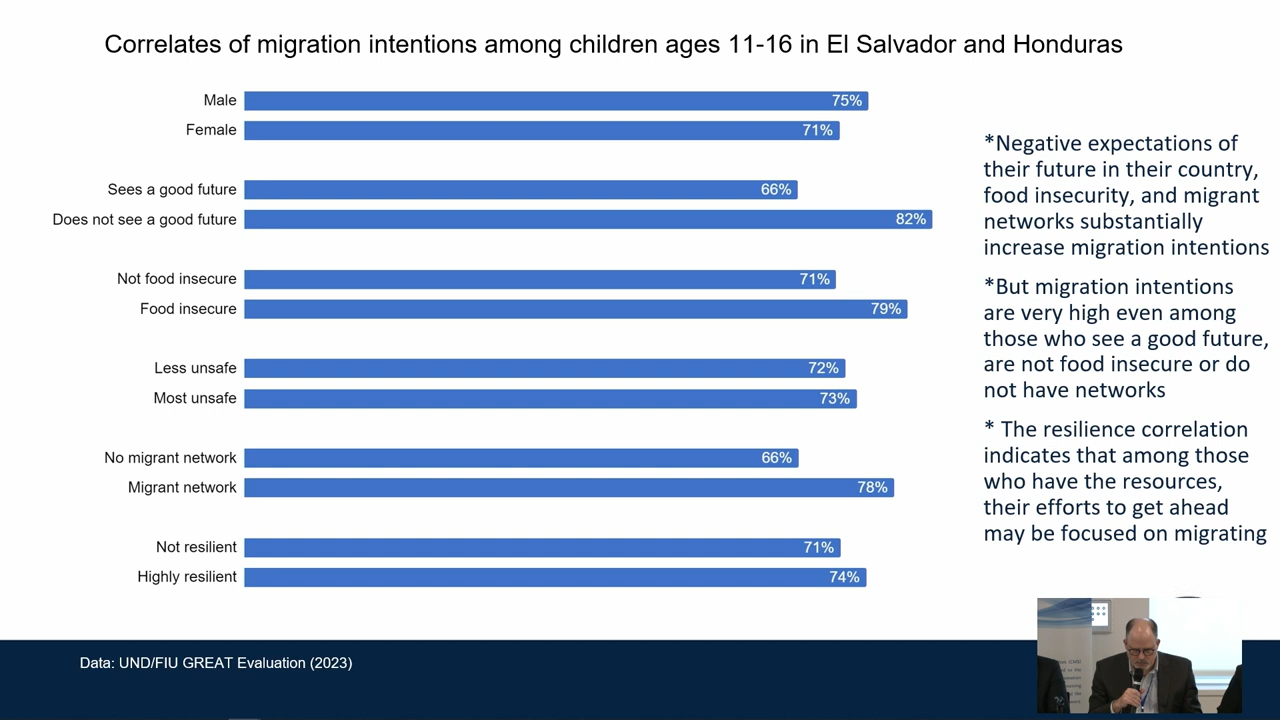 Correlates of migration intentions among children ages 11-16 in El Salvador and Honduras
Male 75%
Female 71%
Sees a good future 66%
Does not see a good future 82%
Not food insecure 71%
Food insecure 79%
Less unsafe 72%
Most unsafe 73%
No migrant network 66%
Migrant network 78%
Not resilient 71%
Highly resilient 74%
*Negative expectations of
their future in their country,
food insecurity, and migrant
networks substantially
increase migration intentions
*But migration intentions
are very high even among
those who see a good future,
are not food insecure or do
not have networks
* The resilience correlation
indicates that among those
who have the resources,
their efforts to get ahead
may be focused on migrating
Data: UND/FIU GREAT Evaluation (2023)